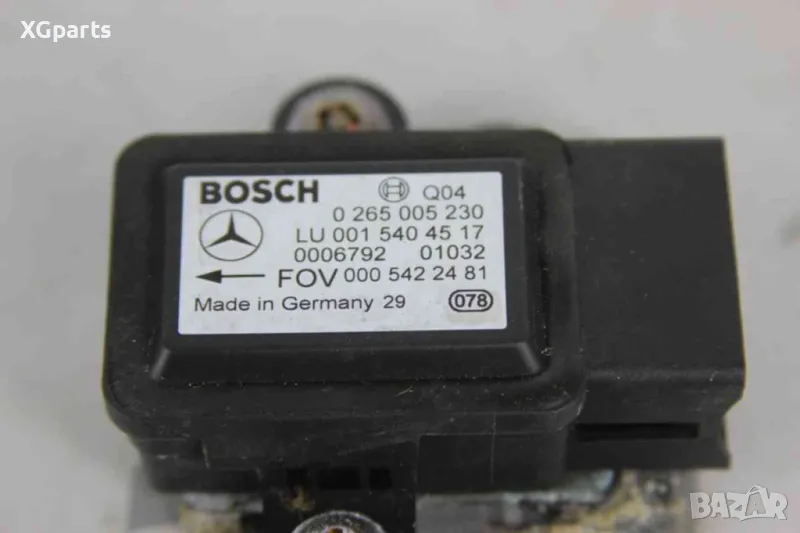 XGparts
BOSCH Q04
0 265 005 230
LU 001 540 45 17
0006792 01032
FOV 000 542 24 81
Made in Germany 29 078
BAZAR